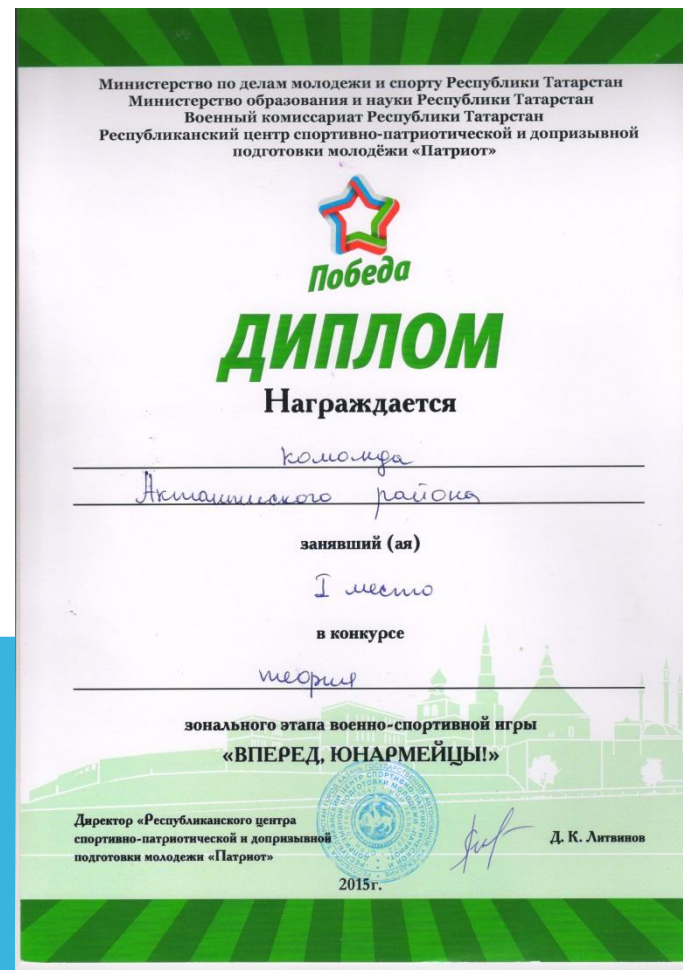 Министерство по делам молодежи и спорту Республики Татарстан
Министерство образования и науки Республики Татарстан
Военный комиссариат Республики Татарстан
Республиканский центр спортивно-патриотической и допризывной
подготовки молодёжи «Патриот»
Победа
ДИПЛОМ
Награждается
команда
Актанышского района
занявший (ая)
I место
в конкурсе
теория
зонального этапа военно-спортивной игры
«ВПЕРЕД, ЮНАРМЕЙЦЫ!»
Директор «Республиканского центра
спортивно-патриотической и допризывной
подготовки молодежи «Патриот»
Д. К. Литвинов
2015г.